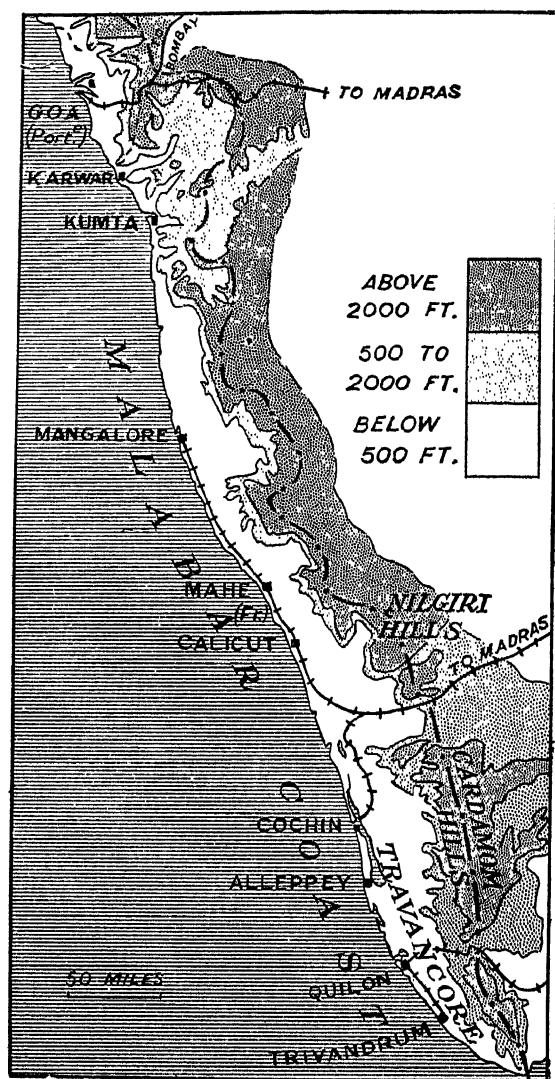 BOMBAY
TO MADRAS
GOA
(Port.e)
KARWAR
KUMTA
ABOVE
2000 FT.
500 TO
2000 FT.
BELOW
500 FT.
MALABAR COAST
MANGALORE
MAHE
(Fr.)
CALICUT
NILGIRI
HILLS
TO MADRAS
CARDAMOM
HILLS
COCHIN
ALLEPPEY
TRAVANCORE
50 MILES
QUILON
TRIVANDRUM